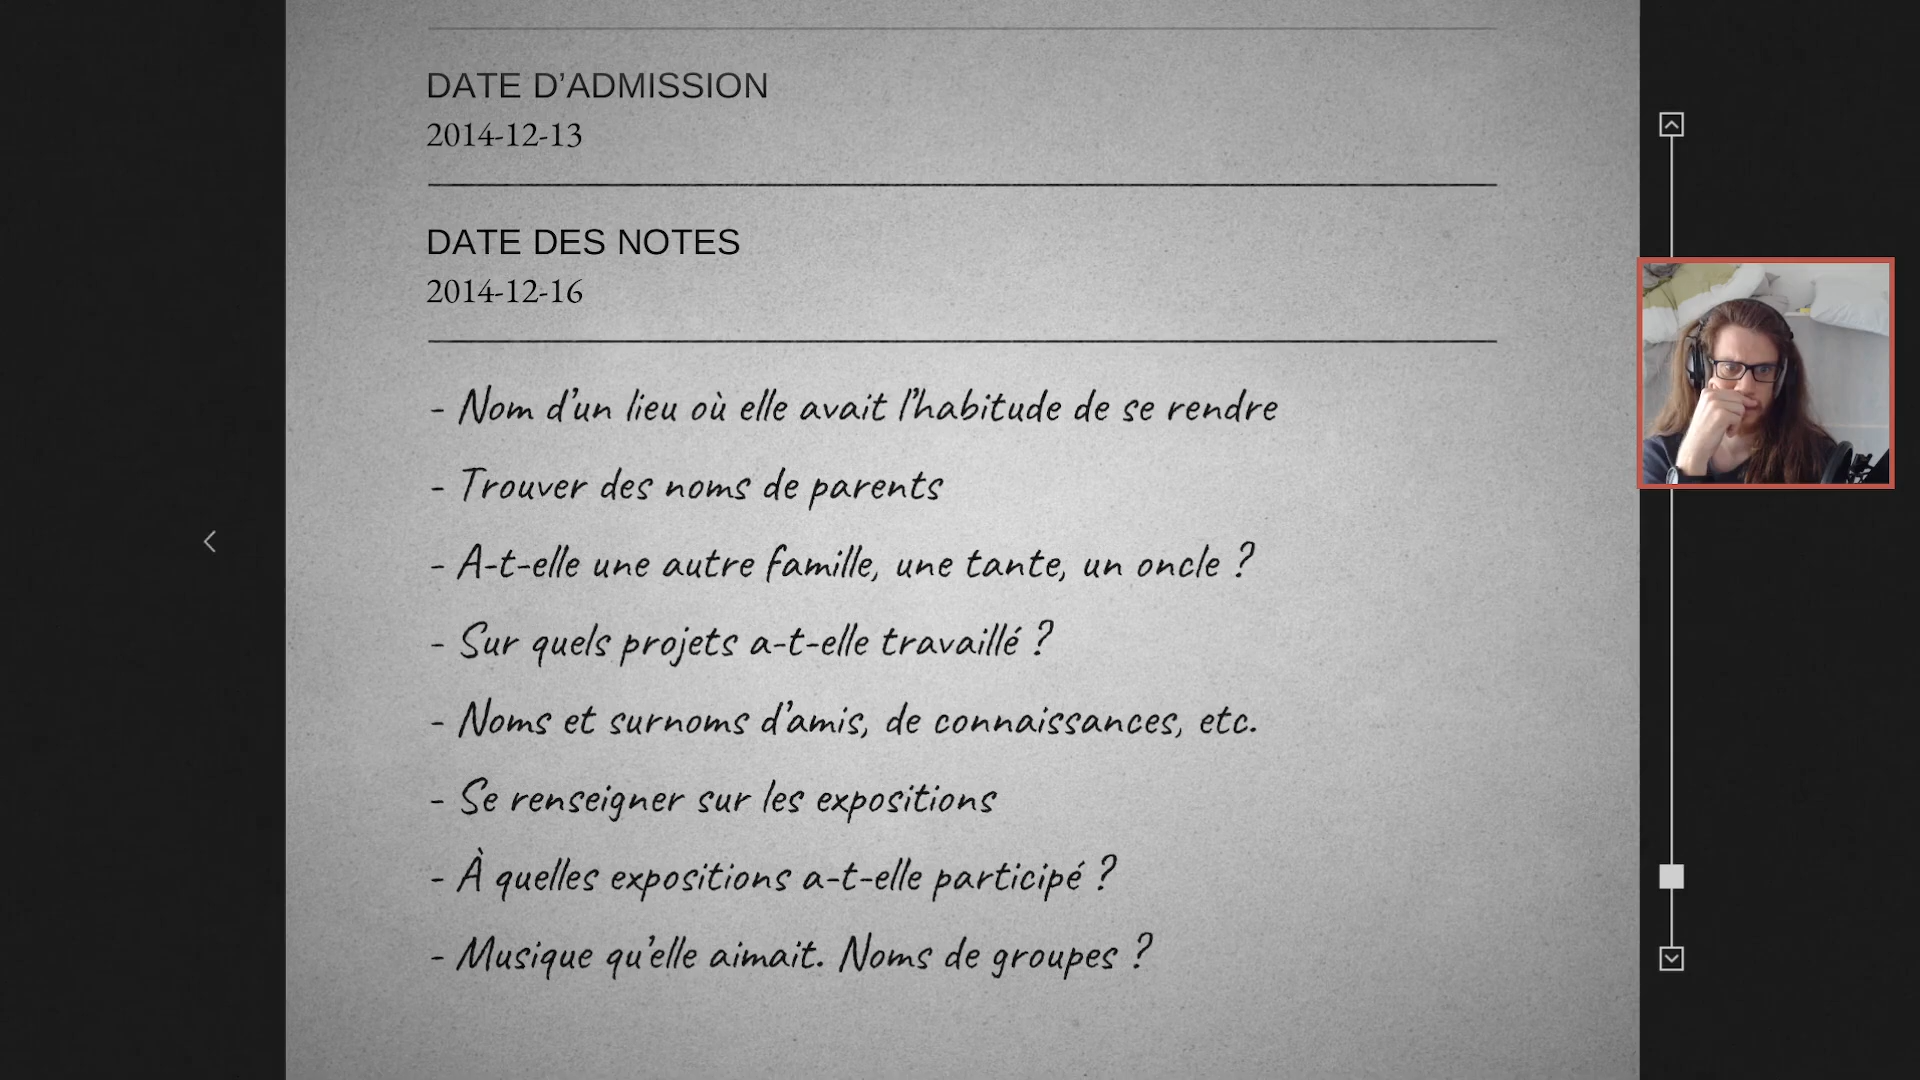 DATE D’ADMISSION
2014-12-13
DATE DES NOTES
2014-12-16
- Nom d’un lieu où elle avait l’habitude de se rendre
- Trouver des noms de parents
- A-t-elle une autre famille, une tante, un oncle ?
- Sur quels projets a-t-elle travaillé ?
- Noms et surnoms d’amis, de connaissances, etc.
- Se renseigner sur les expositions
- À quelles expositions a-t-elle participé ?
- Musique qu’elle aimait. Noms de groupes ?